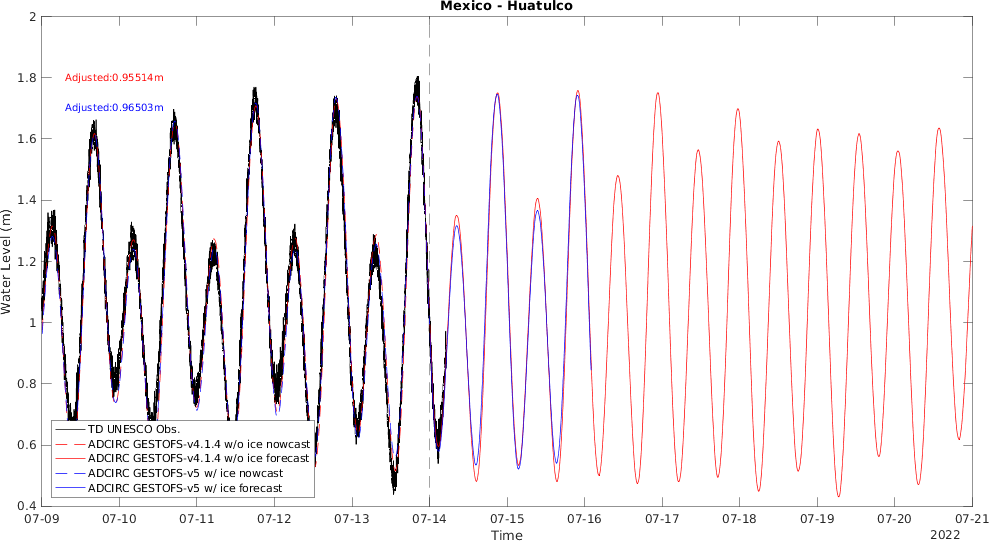 Mexico - Huatulco
2
1.8
1.6
1.4
1.2
1
0.8
0.6
0.4
Water Level (m)
Adjusted:0.95514m
Adjusted:0.96503m
TD UNESCO Obs.
ADCIRC GESTOFS-v4.1.4 w/o ice nowcast
ADCIRC GESTOFS-v4.1.4 w/o ice forecast
ADCIRC GESTOFS-v5 w/ ice nowcast
ADCIRC GESTOFS-v5 w/ ice forecast
07-09 07-10 07-11 07-12 07-13 07-14 07-15 07-16 07-17 07-18 07-19 07-20 07-21
Time
2022